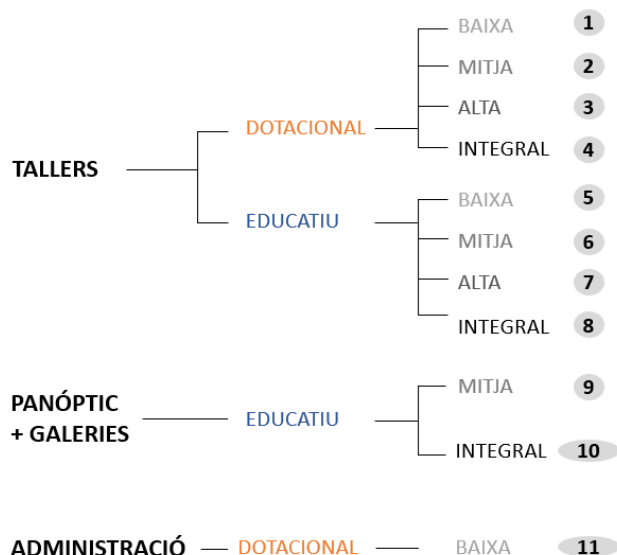 BAIXA 1
MITJA 2
DOTACIONAL ALTA 3
INTEGRAL 4
TALLERS
BAIXA 5
EDUCATIU MITJA 6
ALTA 7
INTEGRAL 8
MITJA 9
PANÓPTIC
+ GALERIES EDUCATIU
INTEGRAL 10
ADMINISTRACIÓ DOTACIONAL BAIXA 11